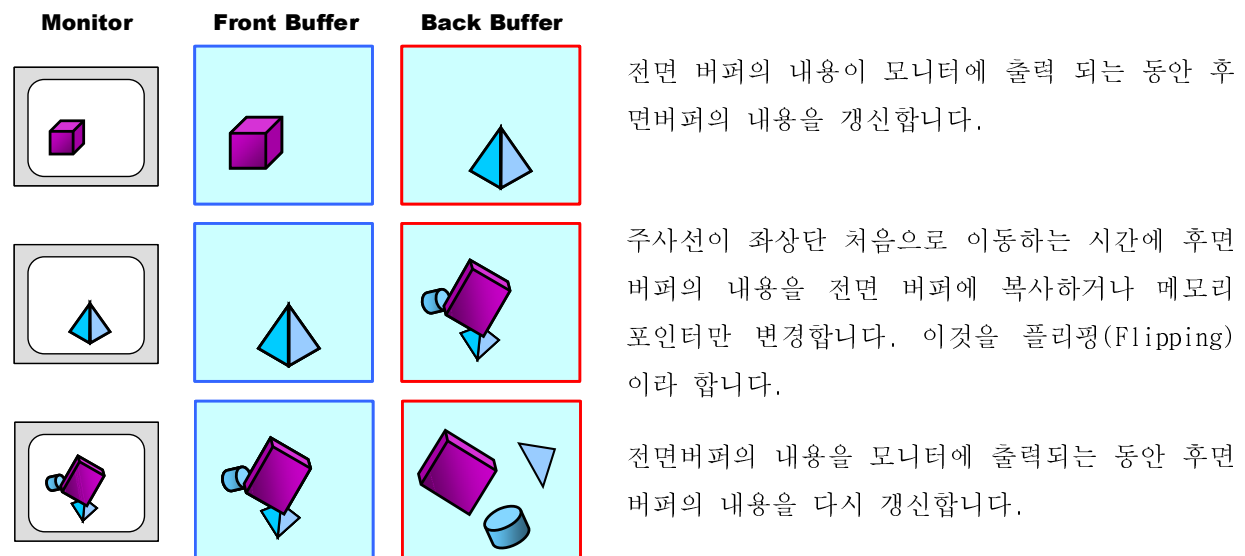 Monitor Front Buffer Back Buffer
전면 버퍼의 내용이 모니터에 출력 되는 동안 후
면버퍼의 내용을 갱신합니다.
주사선이 좌상단 처음으로 이동하는 시간에 후면
버퍼의 내용을 전면 버퍼에 복사하거나 메모리
포인터만 변경합니다. 이것을 플리핑(Flipping)
이라 합니다.
전면버퍼의 내용을 모니터에 출력되는 동안 후면
버퍼의 내용을 다시 갱신합니다.